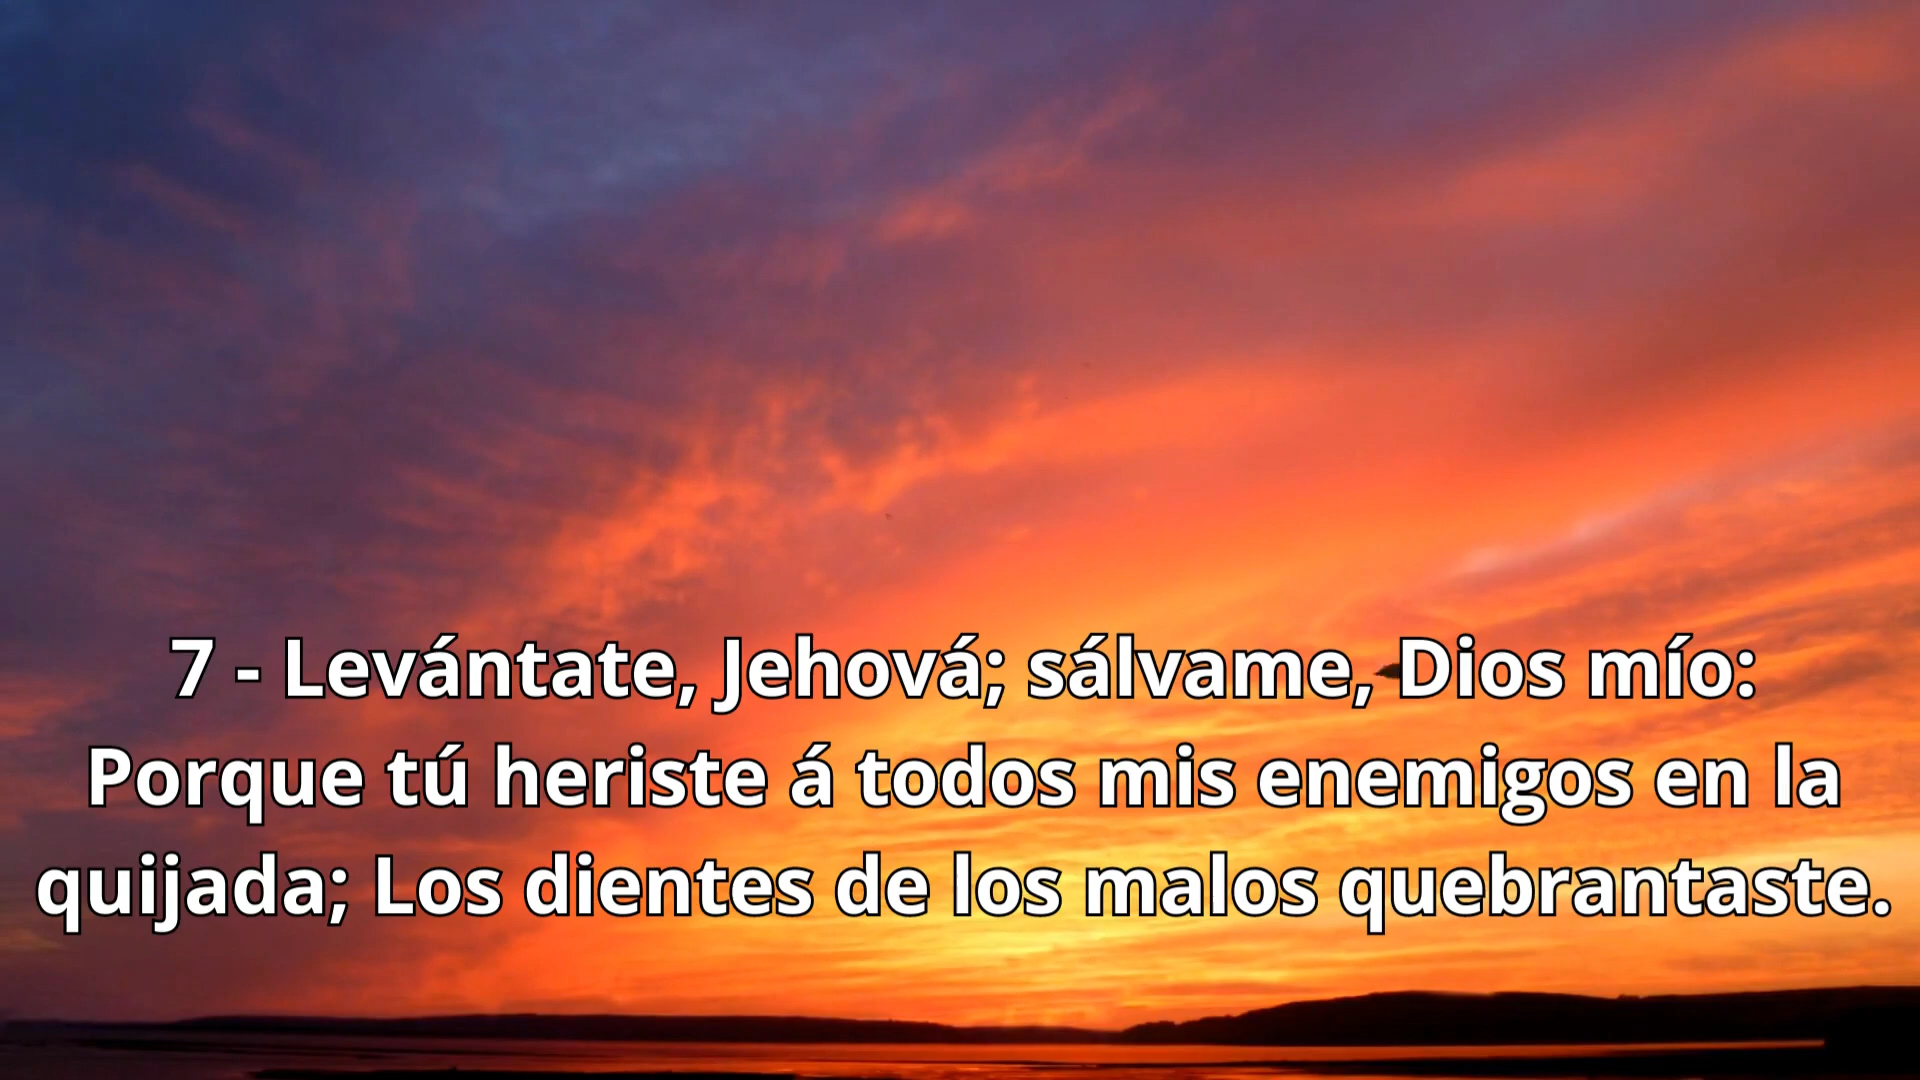 7 - Levántate, Jehová; sálvame, Dios mío:
Porque tú heriste á todos mis enemigos en la
quijada; Los dientes de los malos quebrantaste.